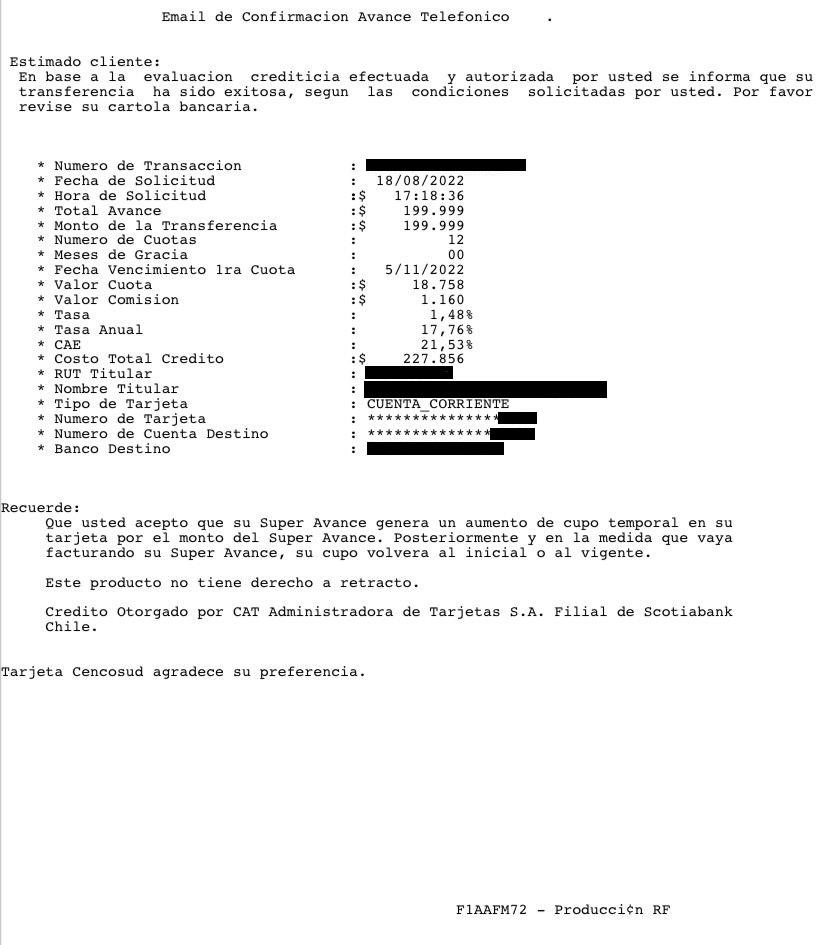 Email de Confirmacion Avance Telefonico .
Estimado cliente:
En base a la evaluacion crediticia efectuada y autorizada por usted se informa que su
transferencia ha sido exitosa, segun las condiciones solicitadas por usted. Por favor
revise su cartola bancaria.
* Numero de Transaccion :
* Fecha de Solicitud : 18/08/2022
* Hora de Solicitud :$ 17:18:36
* Total Avance :$ 199.999
* Monto de la Transferencia :$ 199.999
* Numero de Cuotas : 12
* Meses de Gracia : 00
* Fecha Vencimiento 1ra Cuota : 5/11/2022
* Valor Cuota :$ 18.758
* Valor Comision :$ 1.160
* Tasa : 1,48%
* Tasa Anual : 17,76%
* CAE : 21,53%
* Costo Total Credito :$ 227.856
* RUT Titular :
* Nombre Titular :
* Tipo de Tarjeta : CUENTA_CORRIENTE
* Numero de Tarjeta : ***************
* Numero de Cuenta Destino : **************
* Banco Destino :
Recuerde:
Que usted acepto que su Super Avance genera un aumento de cupo temporal en su
tarjeta por el monto del Super Avance. Posteriormente y en la medida que vaya
facturando su Super Avance, su cupo volvera al inicial o al vigente.
Este producto no tiene derecho a retracto.
Credito Otorgado por CAT Administradora de Tarjetas S.A. Filial de Scotiabank
Chile.
Tarjeta Cencosud agradece su preferencia.
F1AAFM72 - Producci¢n RF